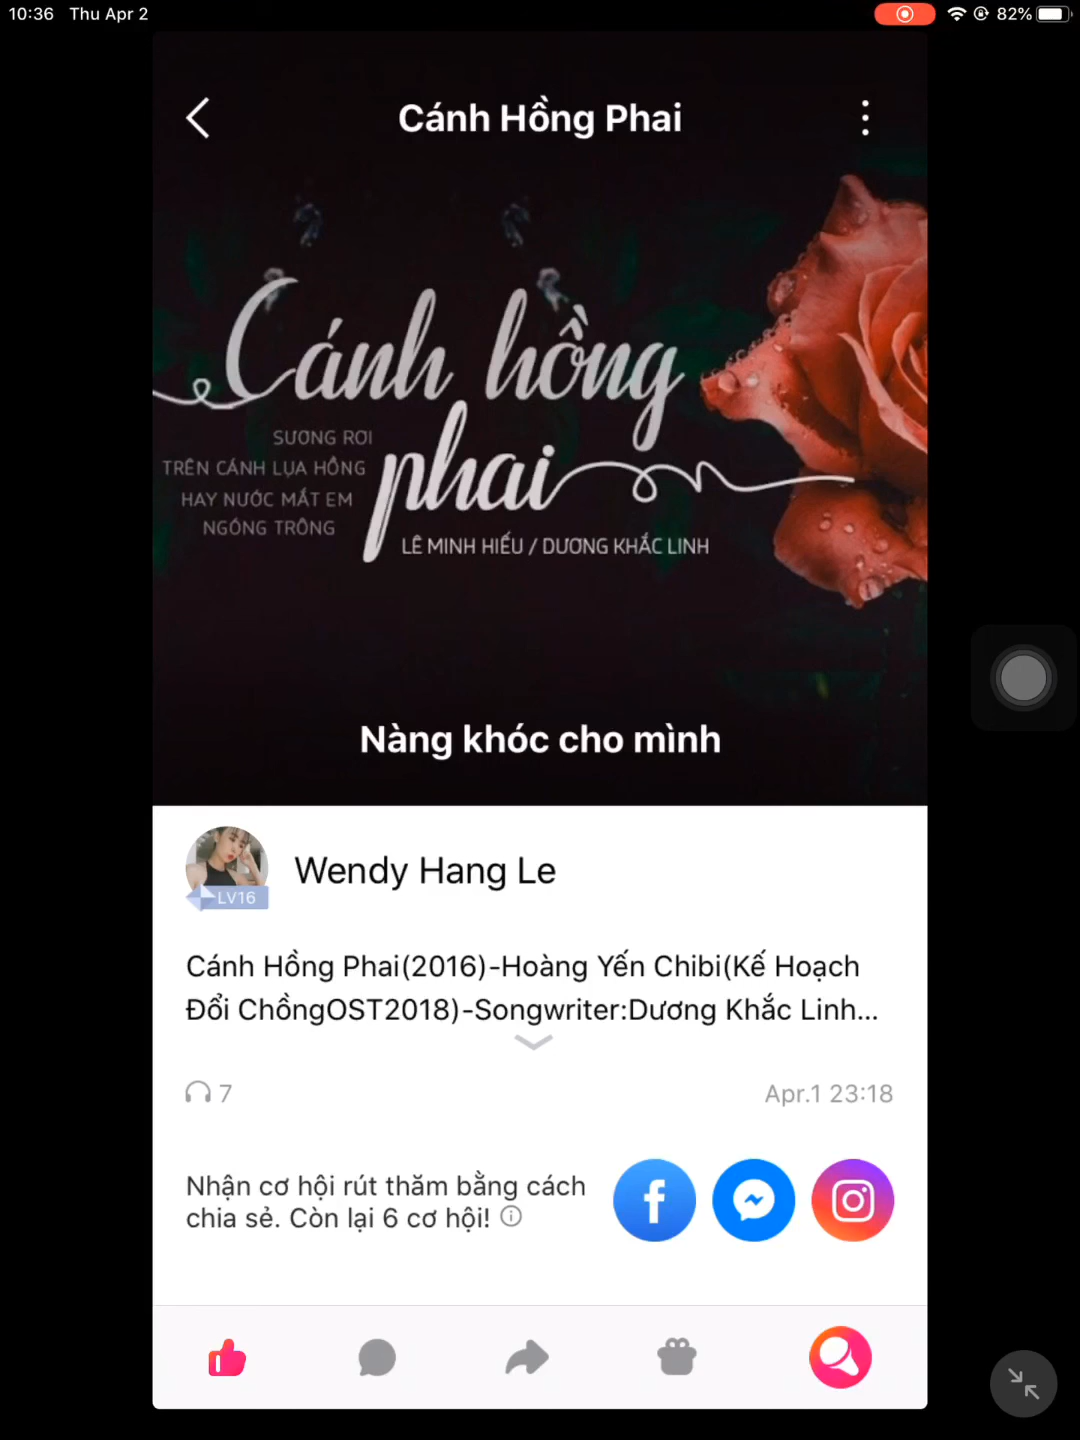 10:36 Thu Apr 2
82%
Cánh Hồng Phai
Cánh hồng
phai
SƯƠNG RƠI
TRÊN CÁNH LỤA HỒNG
HAY NƯỚC MẮT EM
NGÓNG TRÔNG
LÊ MINH HIẾU / DƯƠNG KHẮC LINH
Nàng khóc cho mình
LV16
Wendy Hang Le
Cánh Hồng Phai(2016)-Hoàng Yến Chibi(Kế Hoạch
Đổi ChồngOST2018)-Songwriter:Dương Khắc Linh...
7
Apr.1 23:18
Nhận cơ hội rút thăm bằng cách
chia sẻ. Còn lại 6 cơ hội!